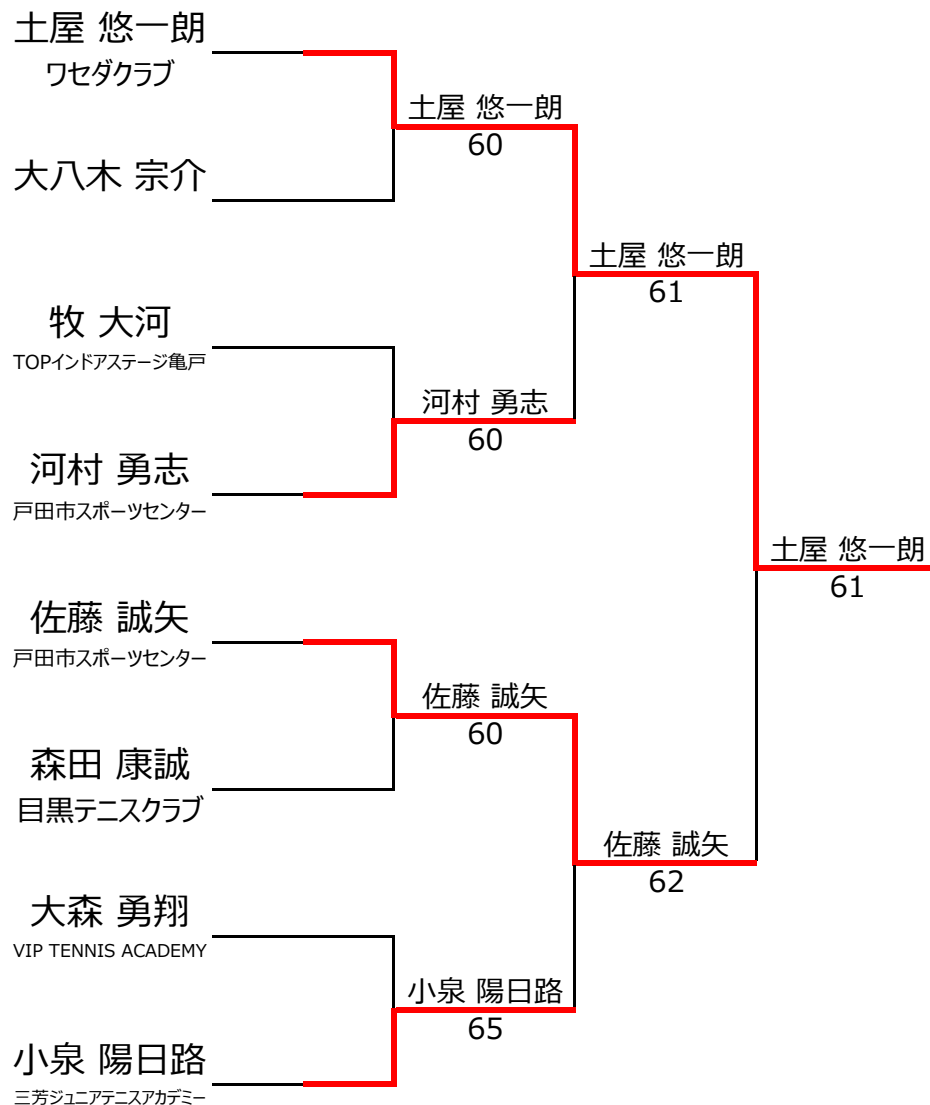 土屋 悠一朗
ワセダクラブ
大八木 宗介
牧 大河
TOPインドアステージ亀戸
河村 勇志
戸田市スポーツセンター
佐藤 誠矢
戸田市スポーツセンター
森田 康誠
目黒テニスクラブ
大森 勇翔
VIP TENNIS ACADEMY
小泉 陽日路
三芳ジュニアテニスアカデミー
土屋 悠一朗
60
河村 勇志
60
佐藤 誠矢
60
小泉 陽日路
65
土屋 悠一朗
61
佐藤 誠矢
62
土屋 悠一朗
61